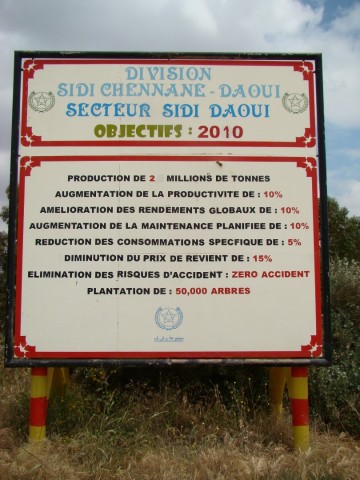 DIVISION
SIDI CHENNANE - DAOUI
SECTEUR SIDI DAOUI
OBJECTIFS : 2010
PRODUCTION DE 2 MILLIONS DE TONNES
AUGMENTATION DE LA PRODUCTIVITE DE : 10%
AMELIORATION DES RENDEMENTS GLOBAUX DE : 10%
AUGMENTATION DE LA MAINTENANCE PLANIFIEE DE : 10%
REDUCTION DES CONSOMMATIONS SPECFIQUE DE : 5%
DIMINUTION DU PRIX DE REVIENT DE : 15%
ELIMINATION DES RISQUES D'ACCIDENT : ZERO ACCIDENT
PLANTATION DE : 50,000 ARBRES